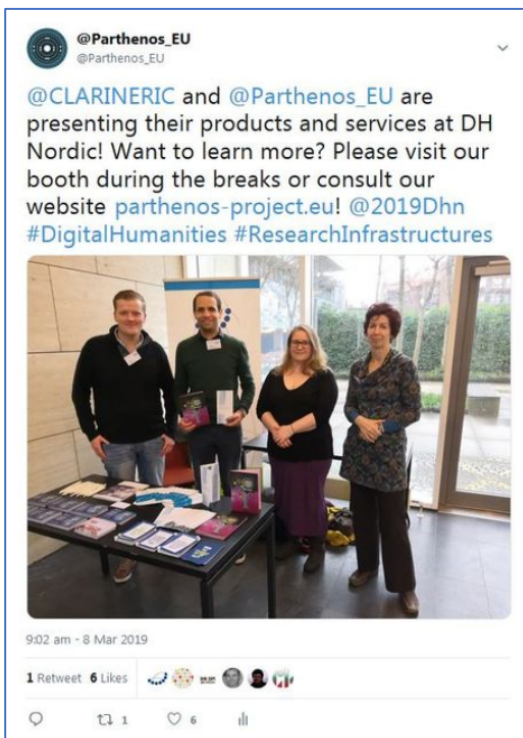 @Parthenos_EU
@Parthenos_EU
@CLARINERIC and @Parthenos_EU are
presenting their products and services at DH
Nordic! Want to learn more? Please visit our
booth during the breaks or consult our
website parthenos-project.eu! @2019Dhn
#DigitalHumanities #ResearchInfrastructures
9:02 am - 8 Mar 2019
1 Retweet 6 Likes
1 6